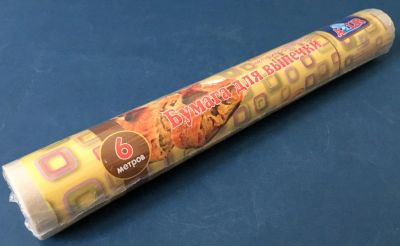 Бумага для выпечки
6
метров